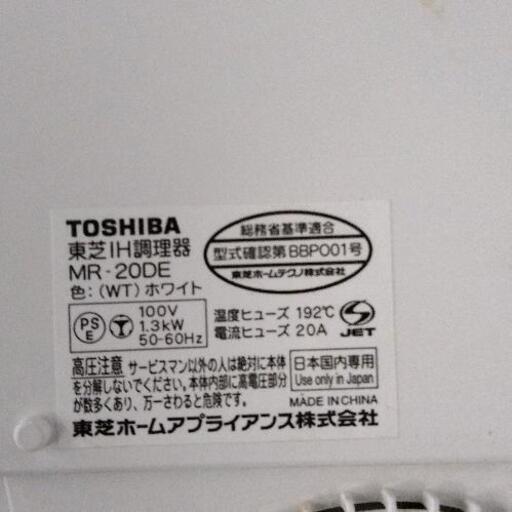 TOSHIBA
東芝IH調理器
MR-20DE
色:(WT)ホワイト
総務省基準適合
型式確認第BBP001号
東芝ホームテクノ株式会社
PS
E
T
100V
1.3kW
50-60Hz
温度ヒューズ 192℃
電流ヒューズ 20A
S
JET
高圧注意 サービスマン以外の人は絶対に本体
を分解しないでください。本体内部に高電圧部分
が数多くあり、万一さわると危険です。
日本国内専用
Use only in Japan
MADE IN CHINA
東芝ホームアプライアンス株式会社